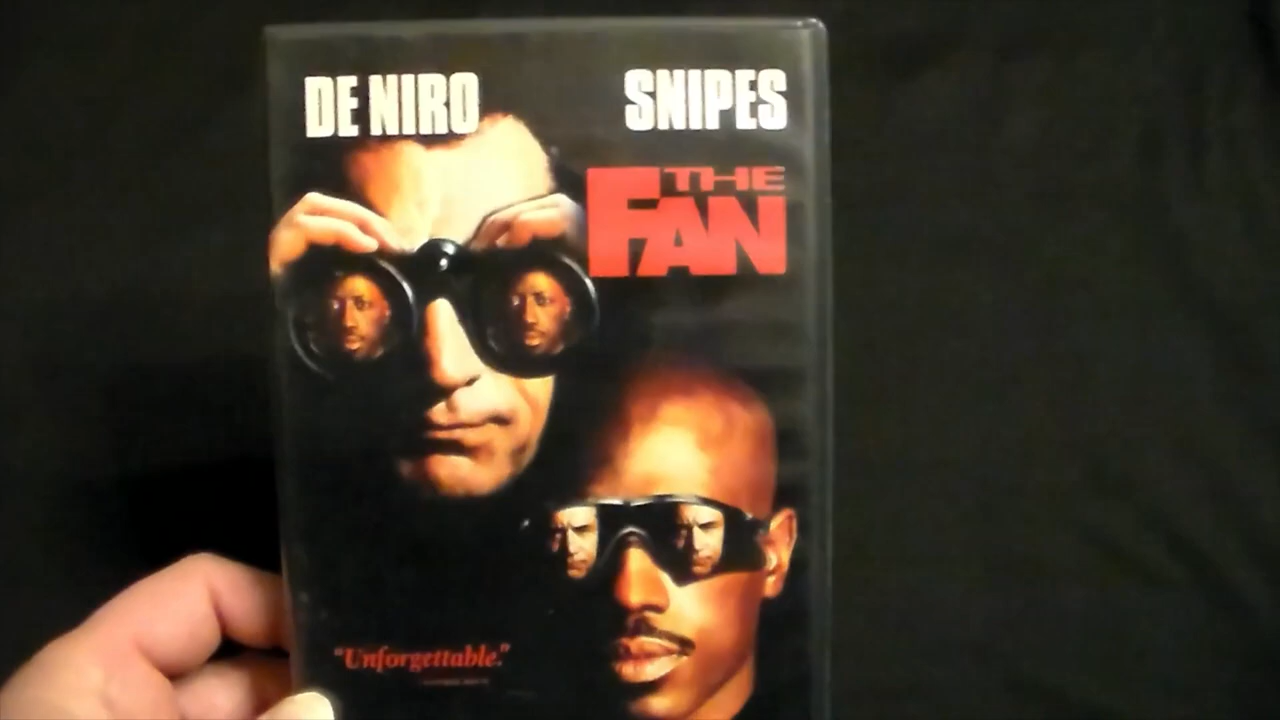 DE NIRO
SNIPES
THE
FAN
"Unforgettable."